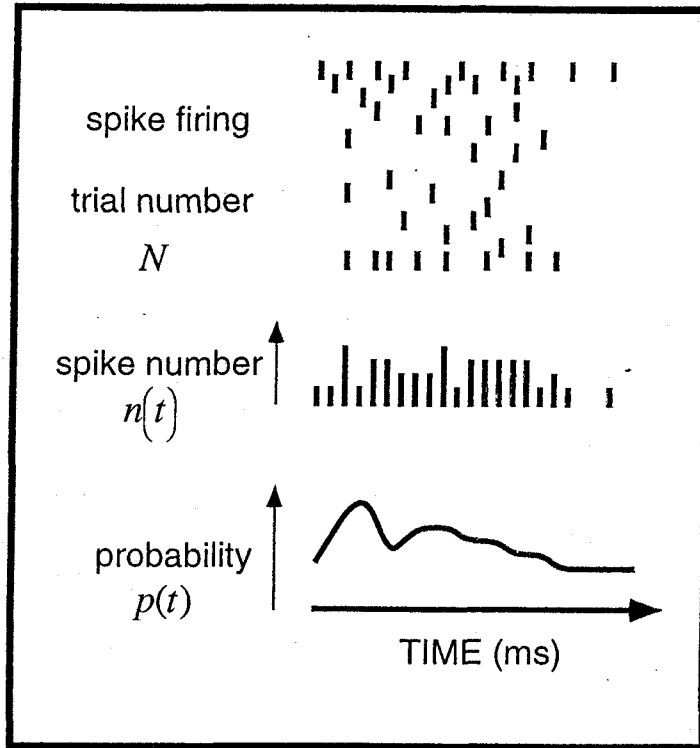 spike firing
trial number
N
spike number
n(t)
probability
p(t)
TIME (ms)